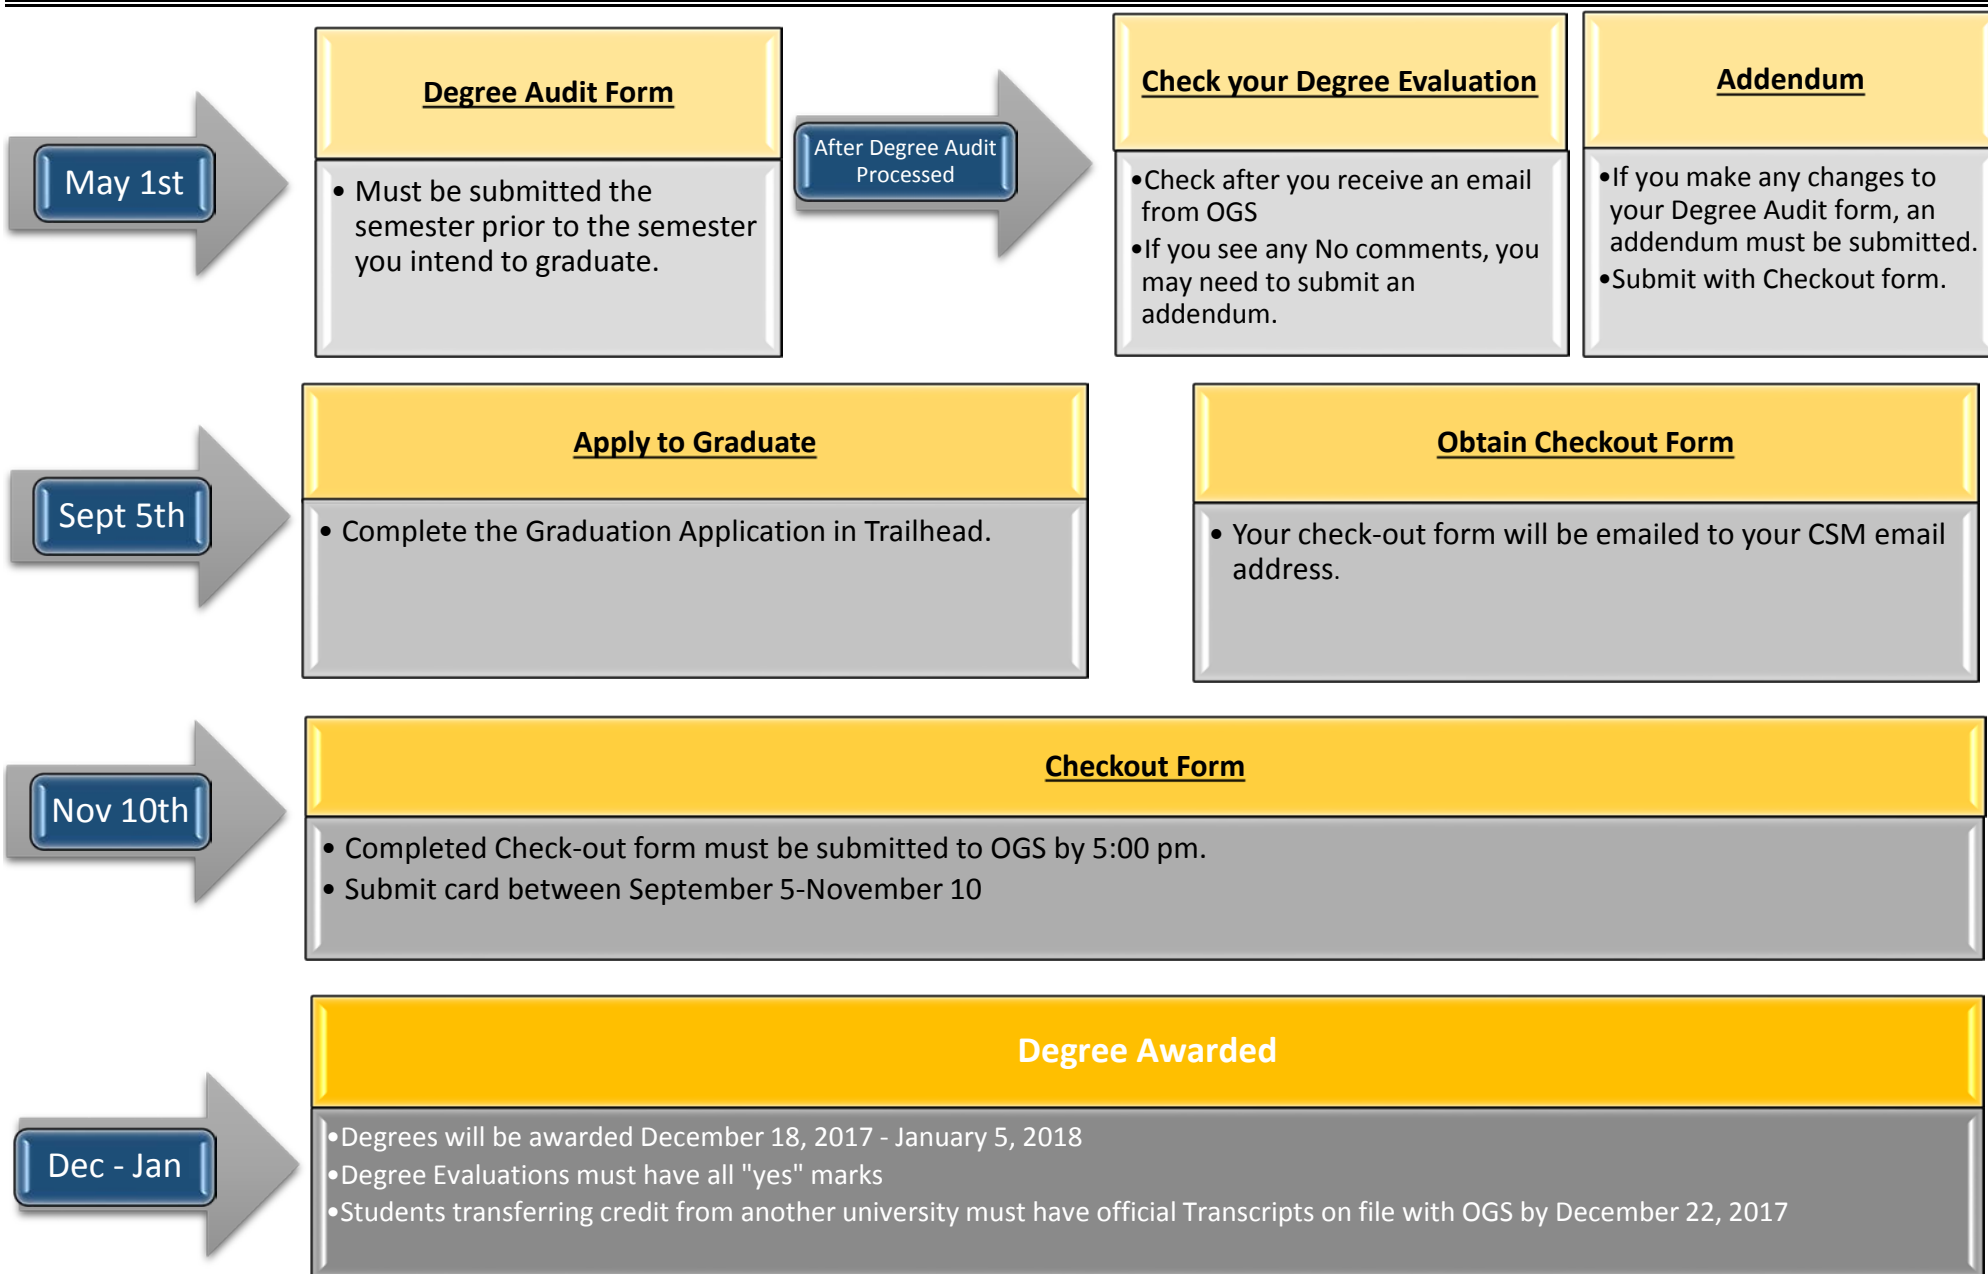 May 1st
Degree Audit Form
• Must be submitted the
semester prior to the semester
you intend to graduate.
After Degree Audit
Processed
Check your Degree Evaluation
•Check after you receive an email
from OGS
•If you see any No comments, you
may need to submit an
addendum.
Addendum
•If you make any changes to
your Degree Audit form, an
addendum must be submitted.
•Submit with Checkout form.
Sept 5th
Apply to Graduate
• Complete the Graduation Application in Trailhead.
Obtain Checkout Form
• Your check-out form will be emailed to your CSM email
address.
Nov 10th
Checkout Form
• Completed Check-out form must be submitted to OGS by 5:00 pm.
• Submit card between September 5-November 10
Dec - Jan
Degree Awarded
•Degrees will be awarded December 18, 2017 - January 5, 2018
•Degree Evaluations must have all "yes" marks
•Students transferring credit from another university must have official Transcripts on file with OGS by December 22, 2017